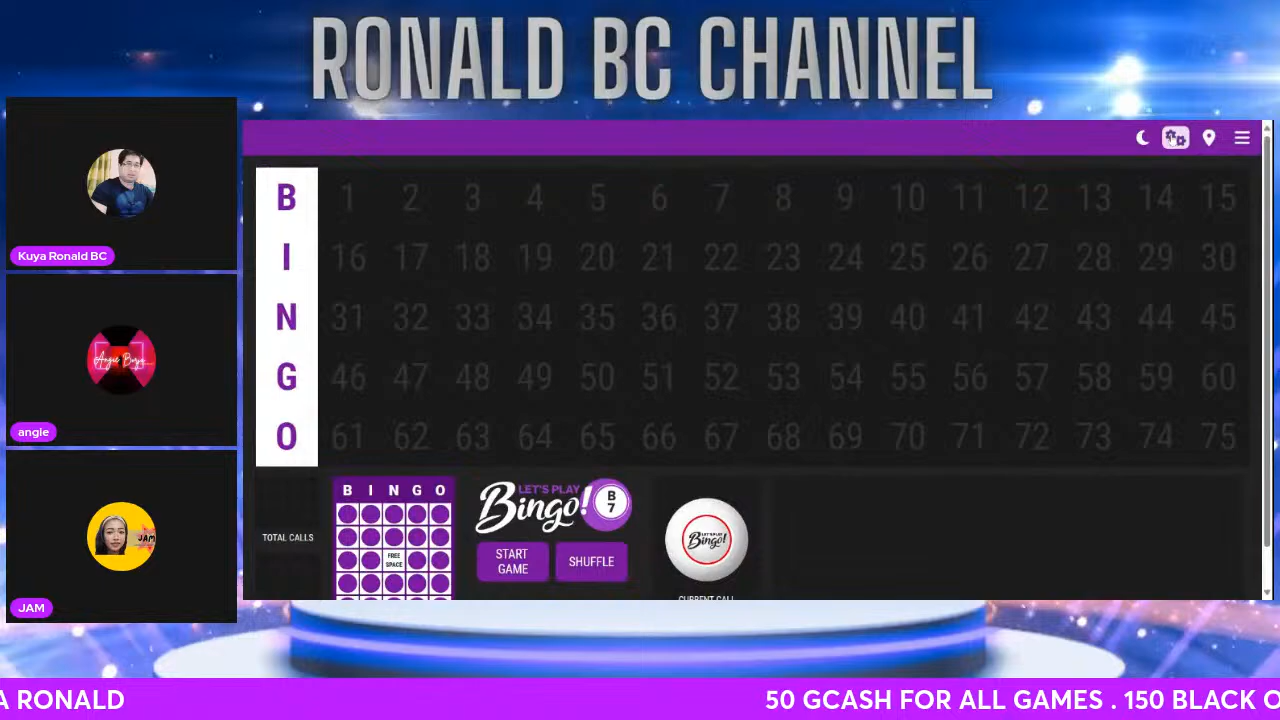 RONALD BC CHANNEL
Kuya Ronald BC
angie
JAM
JAM
B 1 2 3 4 5 6 7 8 9 10 11 12 13 14 15
I 16 17 18 19 20 21 22 23 24 25 26 27 28 29 30
N 31 32 33 34 35 36 37 38 39 40 41 42 43 44 45
G 46 47 48 49 50 51 52 53 54 55 56 57 58 59 60
O 61 62 63 64 65 66 67 68 69 70 71 72 73 74 75
TOTAL CALLS
B I N G O
FREE
SPACE
LET'S PLAY
Bingo!
B
7
START
GAME
SHUFFLE
LET'S PLAY
Bingo!
CURRENT CALL
A RONALD
50 GCASH FOR ALL GAMES . 150 BLACK O